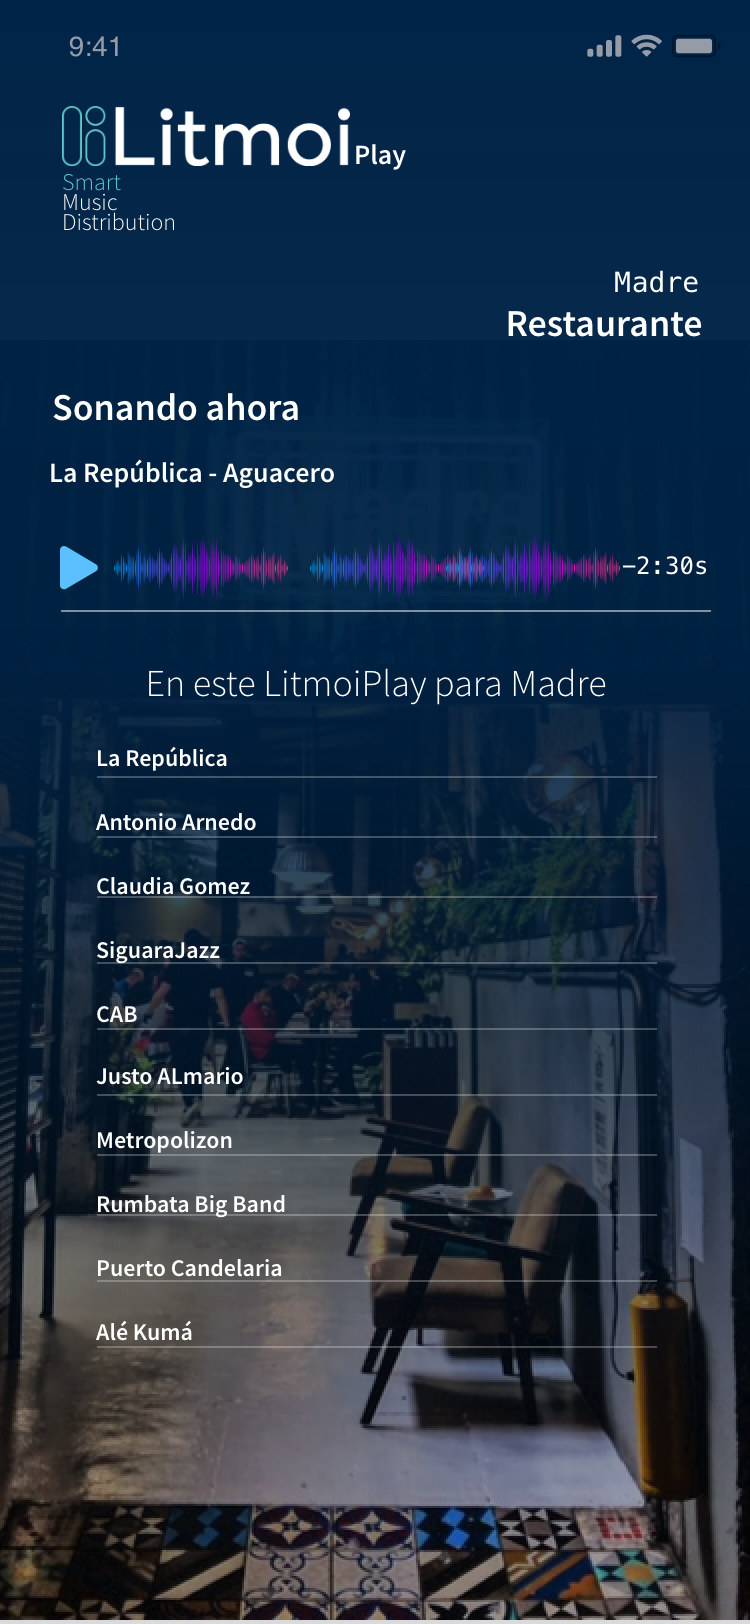 9:41
Litmoi Play
Smart
Music
Distribution
Madre
Restaurante
Sonando ahora
La República - Aguacero
-2:30s
En este LitmoiPlay para Madre
La República
Antonio Arnedo
Claudia Gomez
SiguaraJazz
CAB
Justo ALmario
Metropolizon
Rumbata Big Band
Puerto Candelaria
Alé Kumá